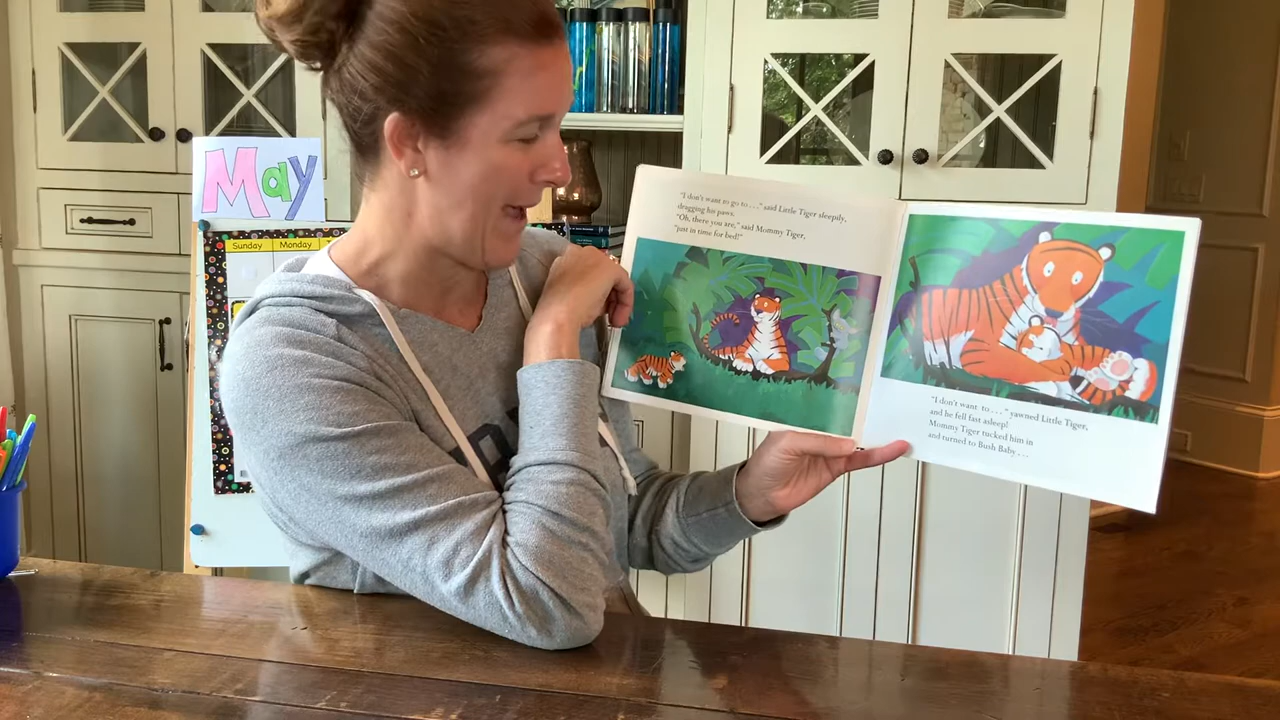 May
Sunday Monday
"I don't want to go to . . ." said Little Tiger sleepily,
dragging his paws.
"Oh, there you are," said Mommy Tiger,
"just in time for bed!"
"I don't want to . . . ." yawned Little Tiger,
and he fell fast asleep!
Mommy Tiger tucked him in
and turned to Bush Baby . . .